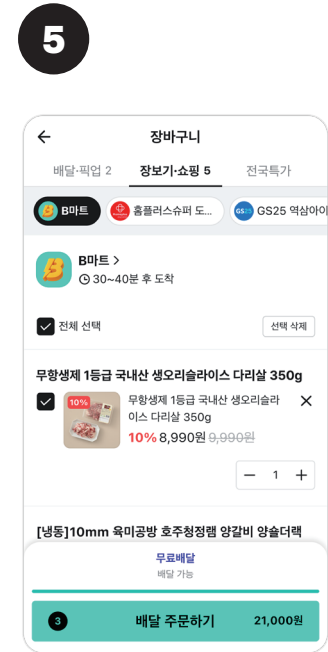 5
장바구니
배달·픽업 2 장보기·쇼핑 5 전국특가
B마트 홈플러스슈퍼 도... GS25 GS25 역삼아이
B마트 >
30~40분 후 도착
전체 선택 선택 삭제
무항생제 1등급 국내산 생오리슬라이스 다리살 350g
10% 무항생제 1등급 국내산 생오리슬라
이스 다리살 350g
10% 8,990원 9,990원
1
[냉동]10mm 육미공방 호주청정램 양갈비 양숄더랙
무료배달
배달 가능
3 배달 주문하기 21,000원